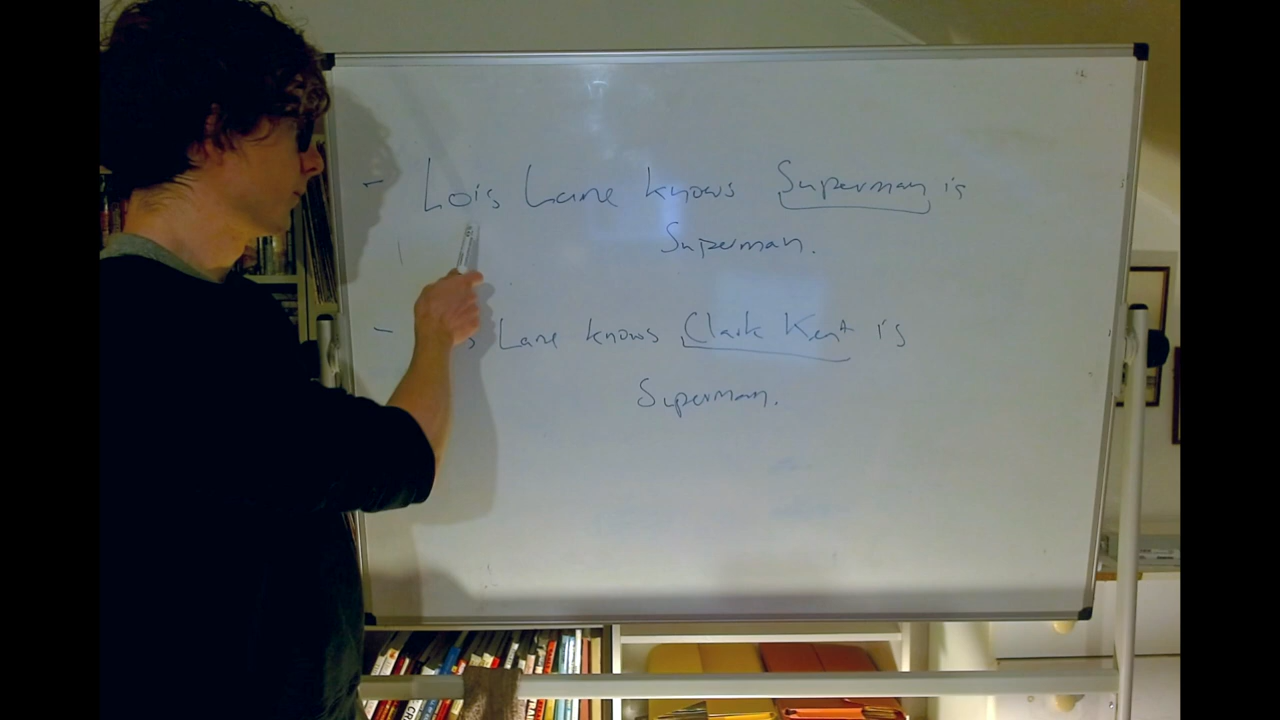 - Lois Lane knows Superman is
Superman.
- s Lane knows Clark Kent is
Superman.